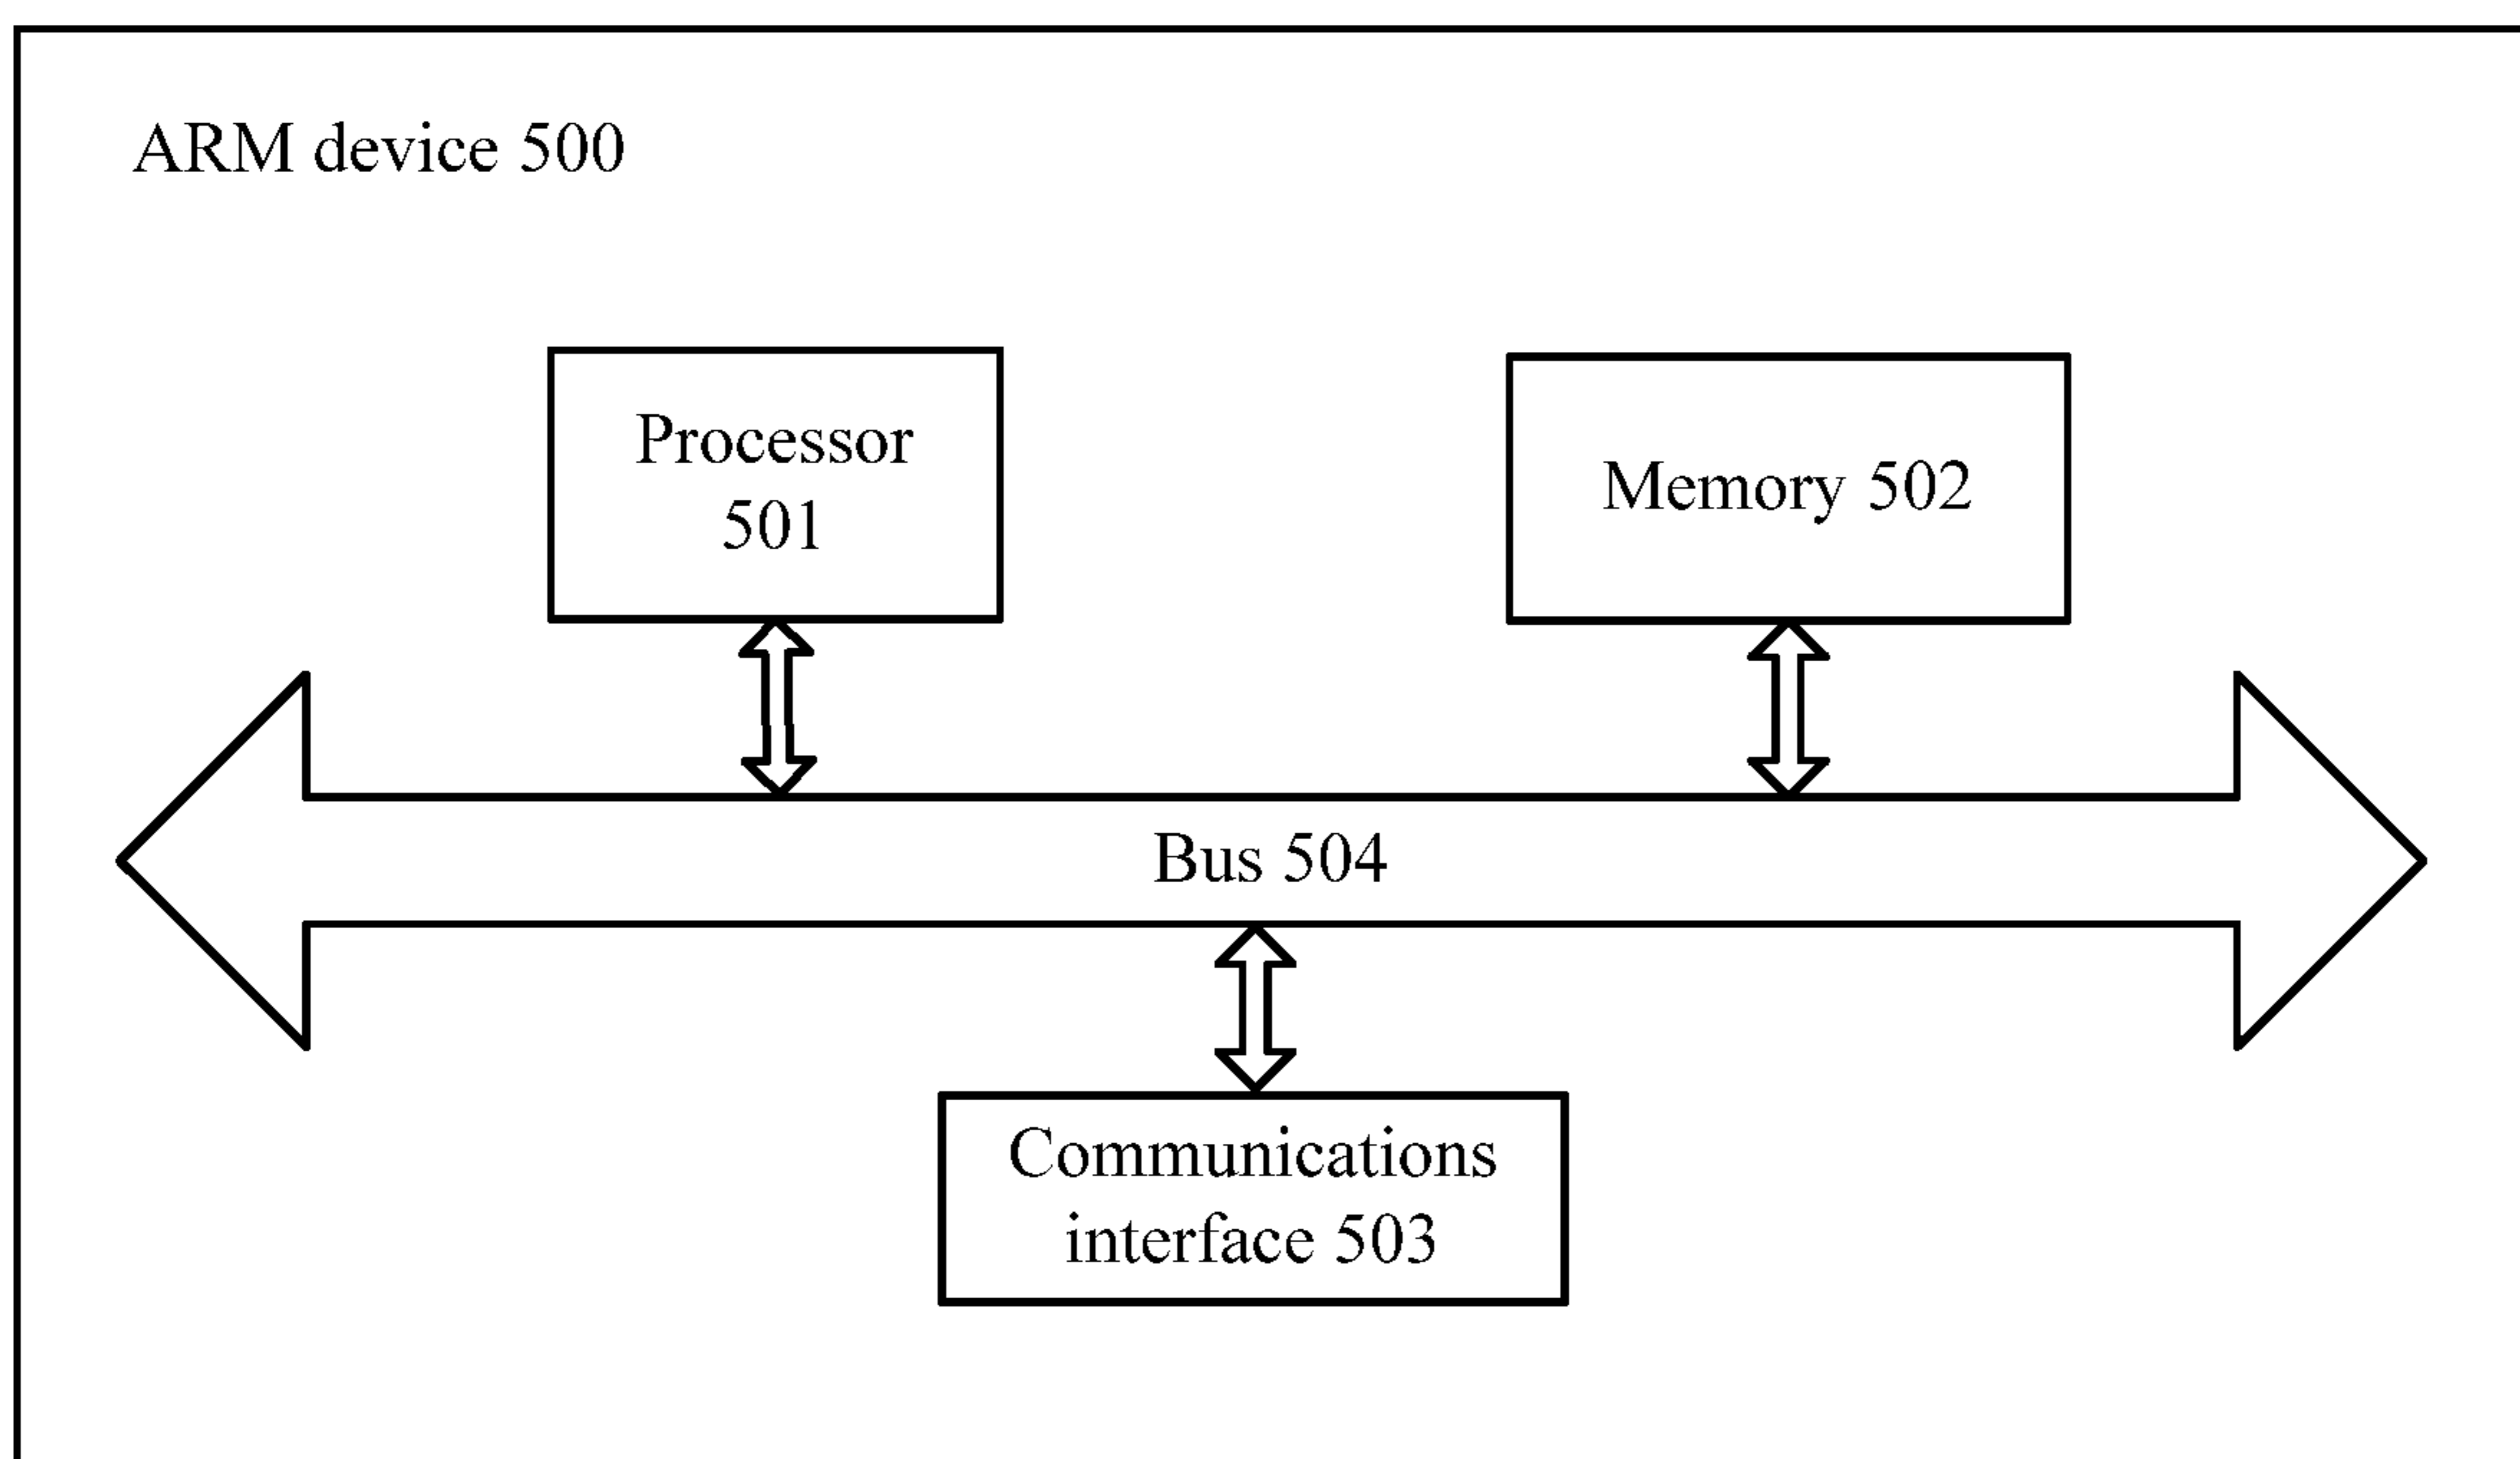 ARM device 500
Processor
501
Memory 502
Bus 504
Communications
interface 503